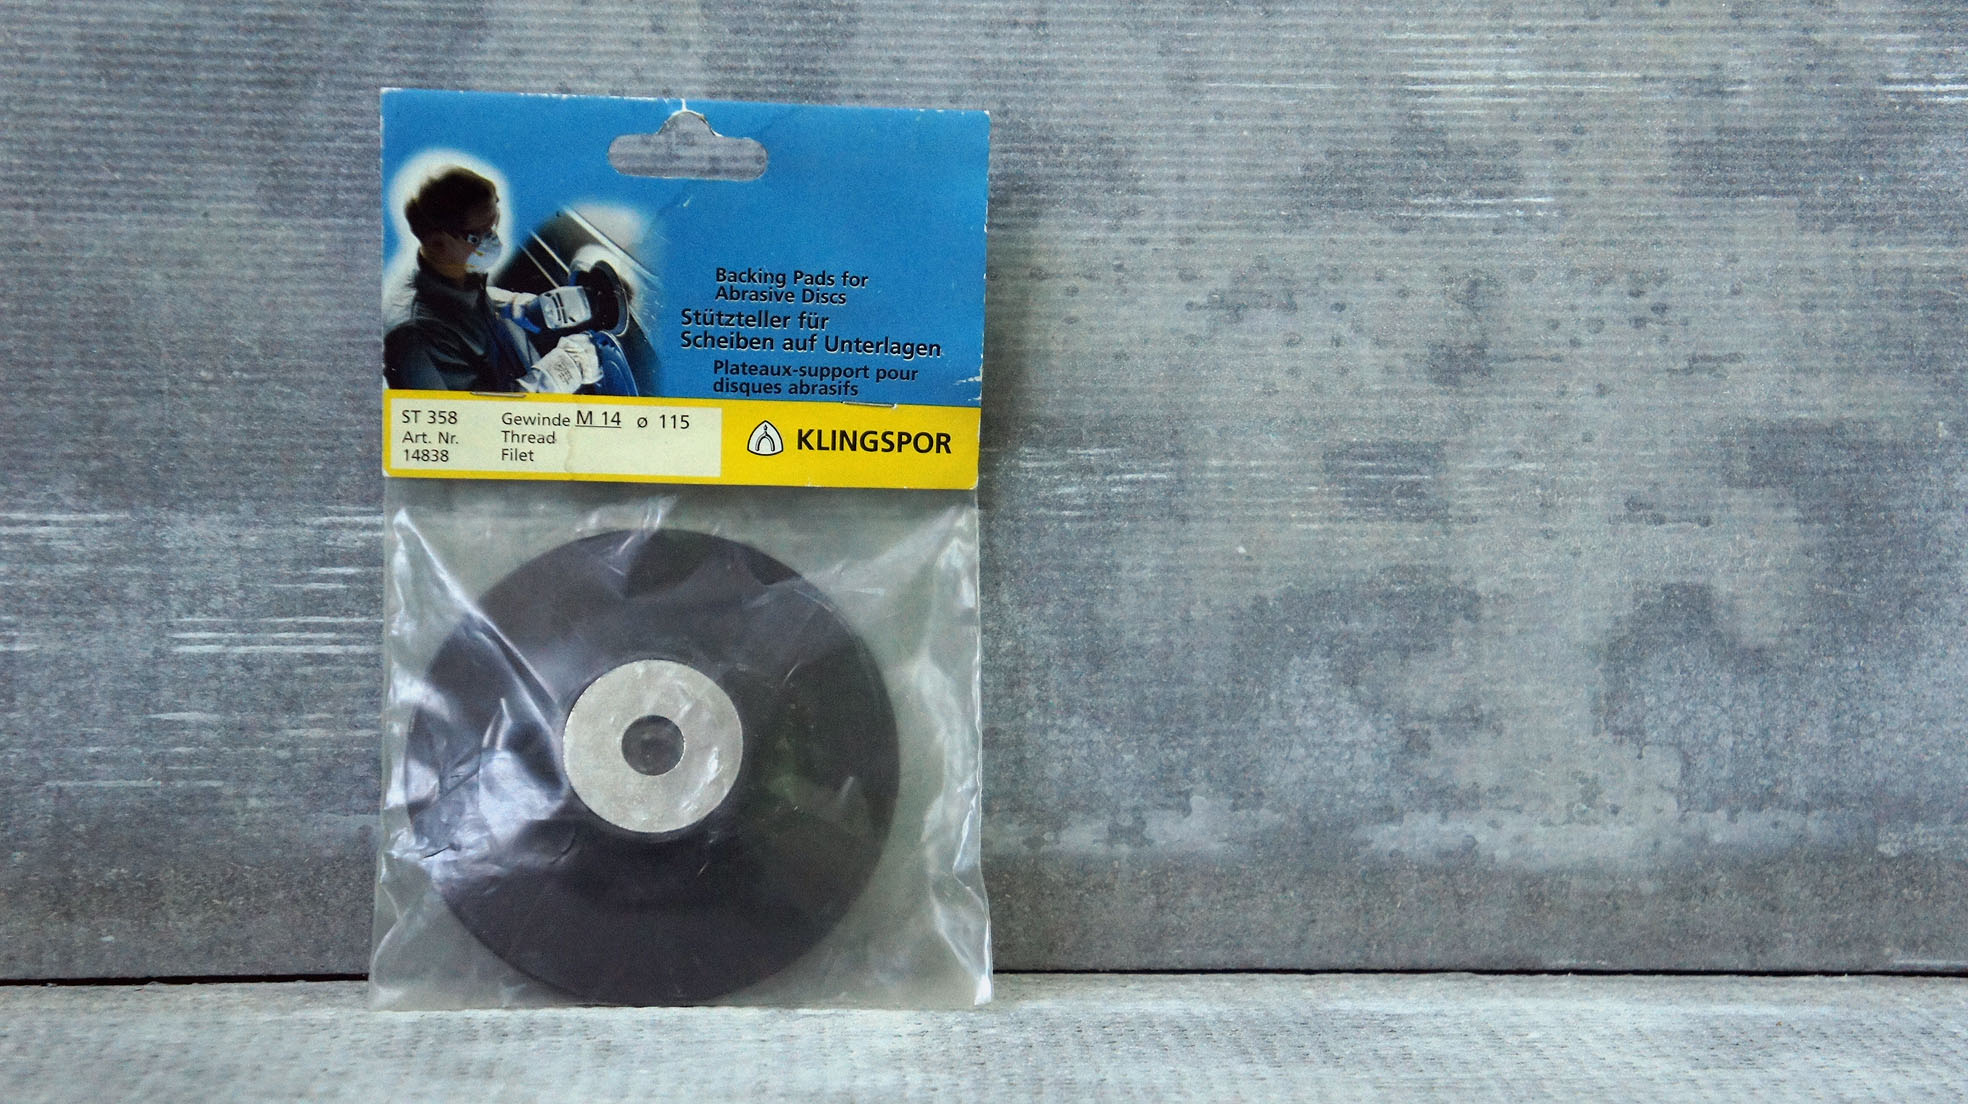 Backing Pads for
Abrasive Discs
Stützteller für
Scheiben auf Unterlagen
Plateaux-support pour
disques abrasifs
ST 358
Art. Nr.
14838
Gewinde M 14 ø 115
Thread
Filet
KLINGSPOR